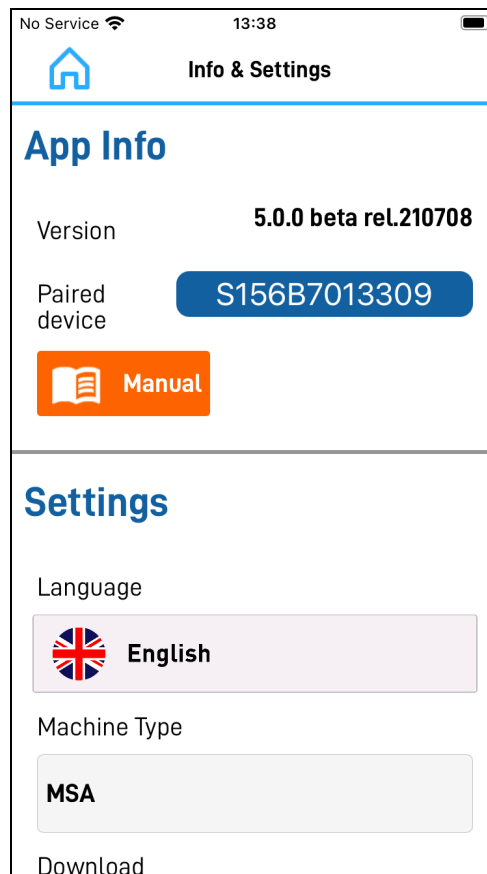 No Service 13:38
Info & Settings
App Info
Version 5.0.0 beta rel.210708
Paired device S156B7013309
Manual
Settings
Language
English
Machine Type
MSA
Download